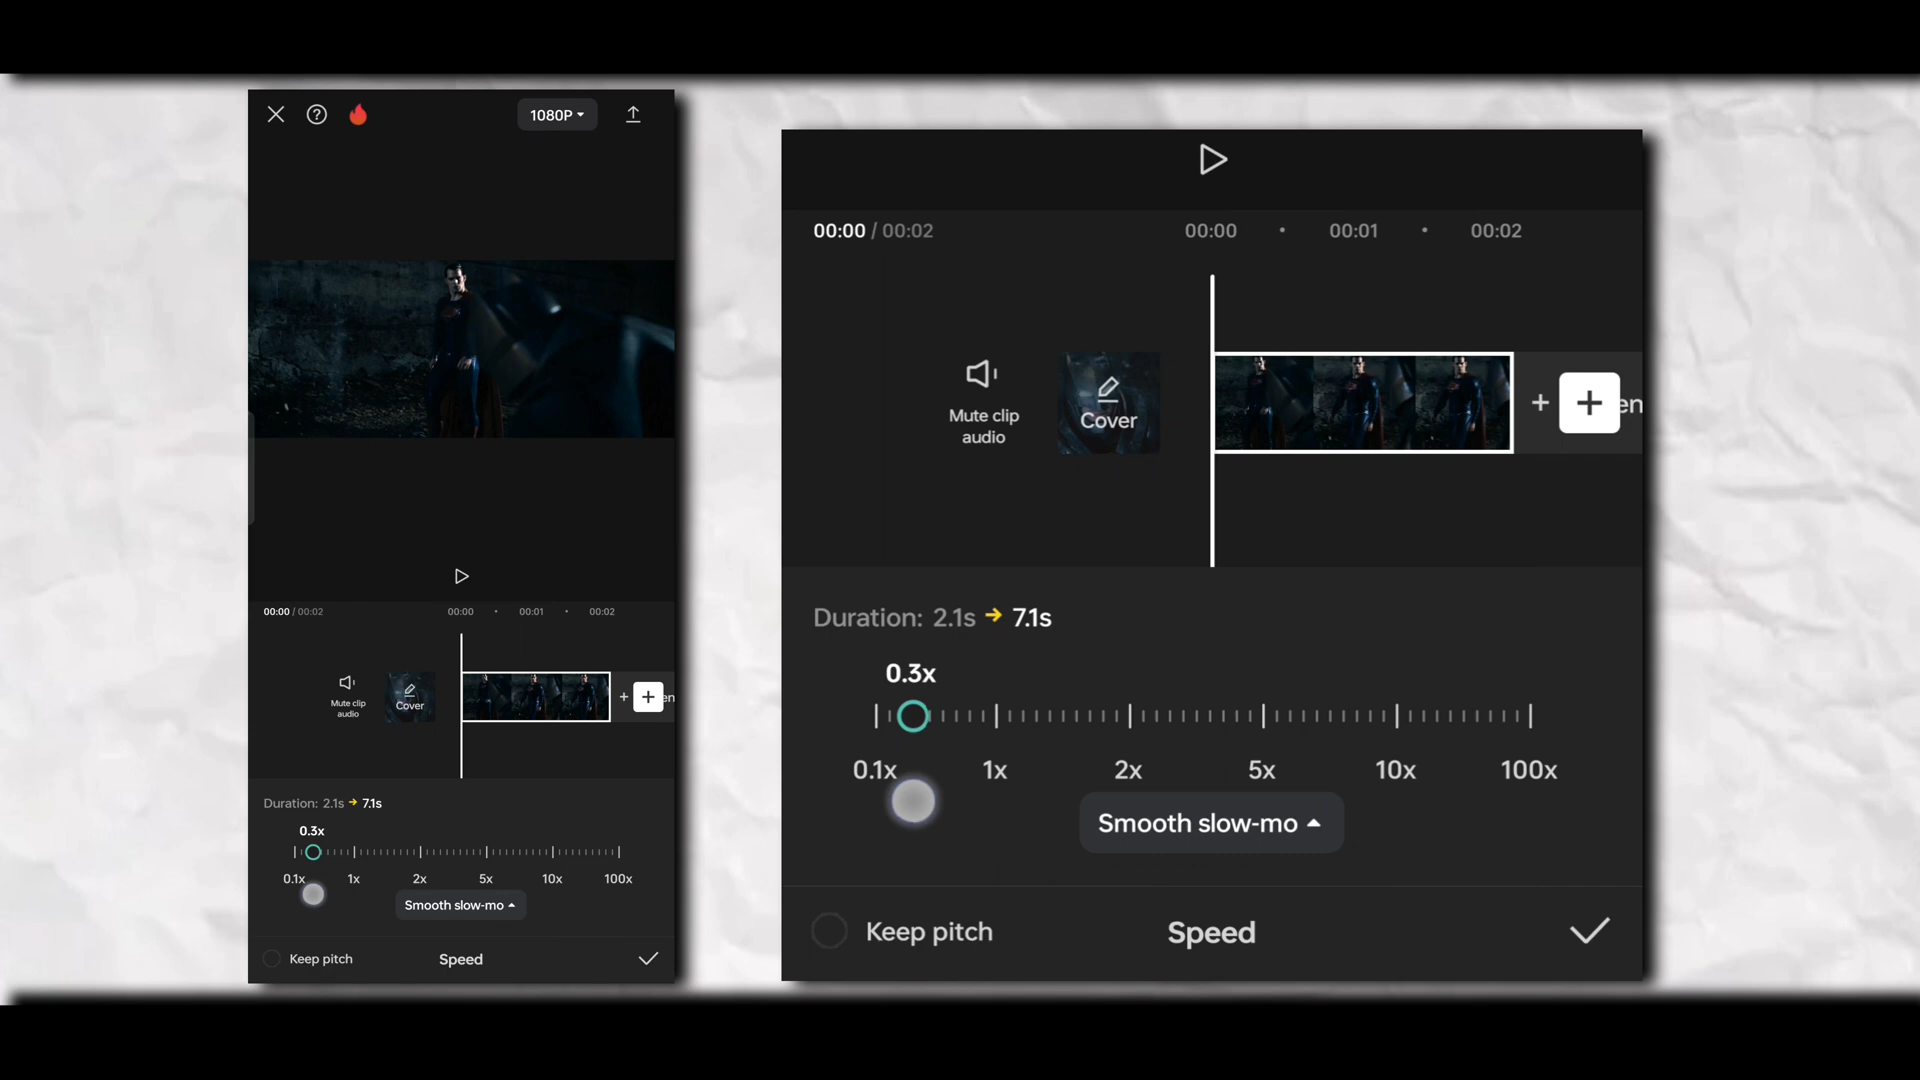 1080P
00:00 / 00:02
00:00
00:01
00:02
Mute clip
audio
Cover
en
Duration: 2.1s → 7.1s
0.3x
0.1x 1x 2x 5x 10x 100x
Smooth slow-mo
Keep pitch
Speed
00:00 / 00:02
00:00
00:01
00:02
Mute clip
audio
Cover
en
Duration: 2.1s → 7.1s
0.3x
0.1x 1x 2x 5x 10x 100x
Smooth slow-mo
Keep pitch
Speed